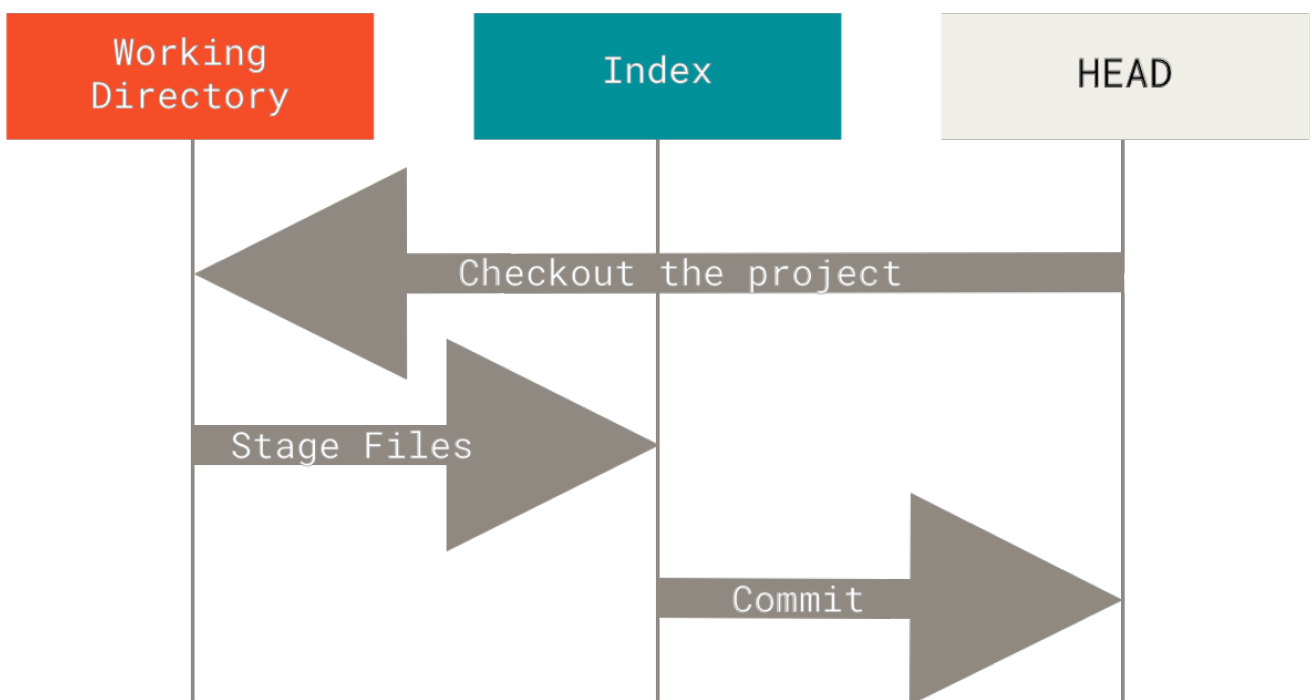 Working
Directory
Index
HEAD
Checkout the project
Stage Files
Commit